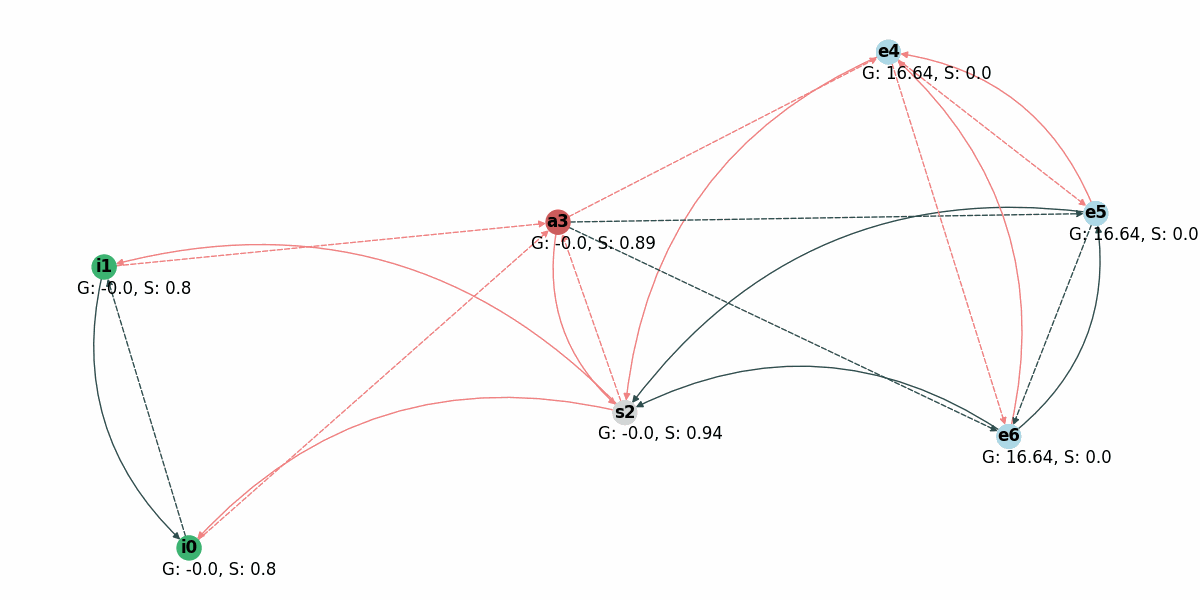 e4
G: 16.64, S: 0.0
e5
G: 16.64, S: 0.0
a3
G: -0.0, S: 0.89
i1
G: -0.0, S: 0.8
s2
G: -0.0, S: 0.94
e6
G: 16.64, S: 0.0
i0
G: -0.0, S: 0.8